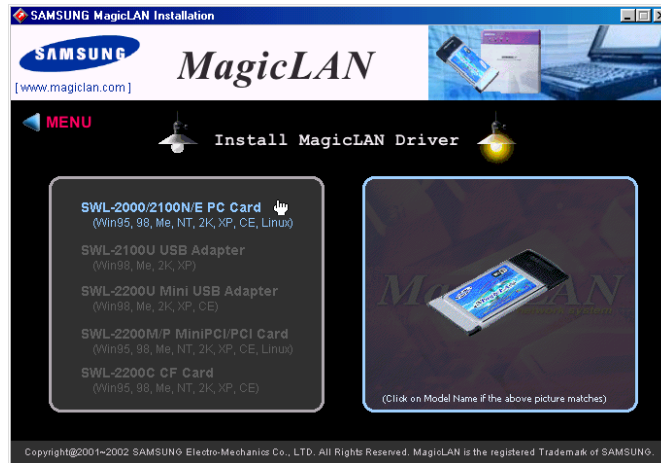 SAMSUNG MagicLAN Installation
SAMSUNG
MagicLAN
[ www.magiclan.com ]
MENU
Install MagicLAN Driver
SWL-2000/2100N/E PC Card
(Win95, 98, Me, NT, 2K, XP, CE, Linux)
SWL-2100U USB Adapter
(Win98, Me, 2K, XP)
SWL-2200U Mini USB Adapter
(Win98, Me, 2K, XP, CE)
SWL-2200M/P MiniPCI/PCI Card
(Win95, 98, Me, NT, 2K, XP, CE, Linux)
SWL-2200C CF Card
(Win95, 98, Me, NT, 2K, XP, CE)
MagicLAN
(Click on Model Name if the above picture matches)
Copyright@2001~2002 SAMSUNG Electro-Mechanics Co., LTD. All Rights Reserved. MagicLAN is the registered Trademark of SAMSUNG.